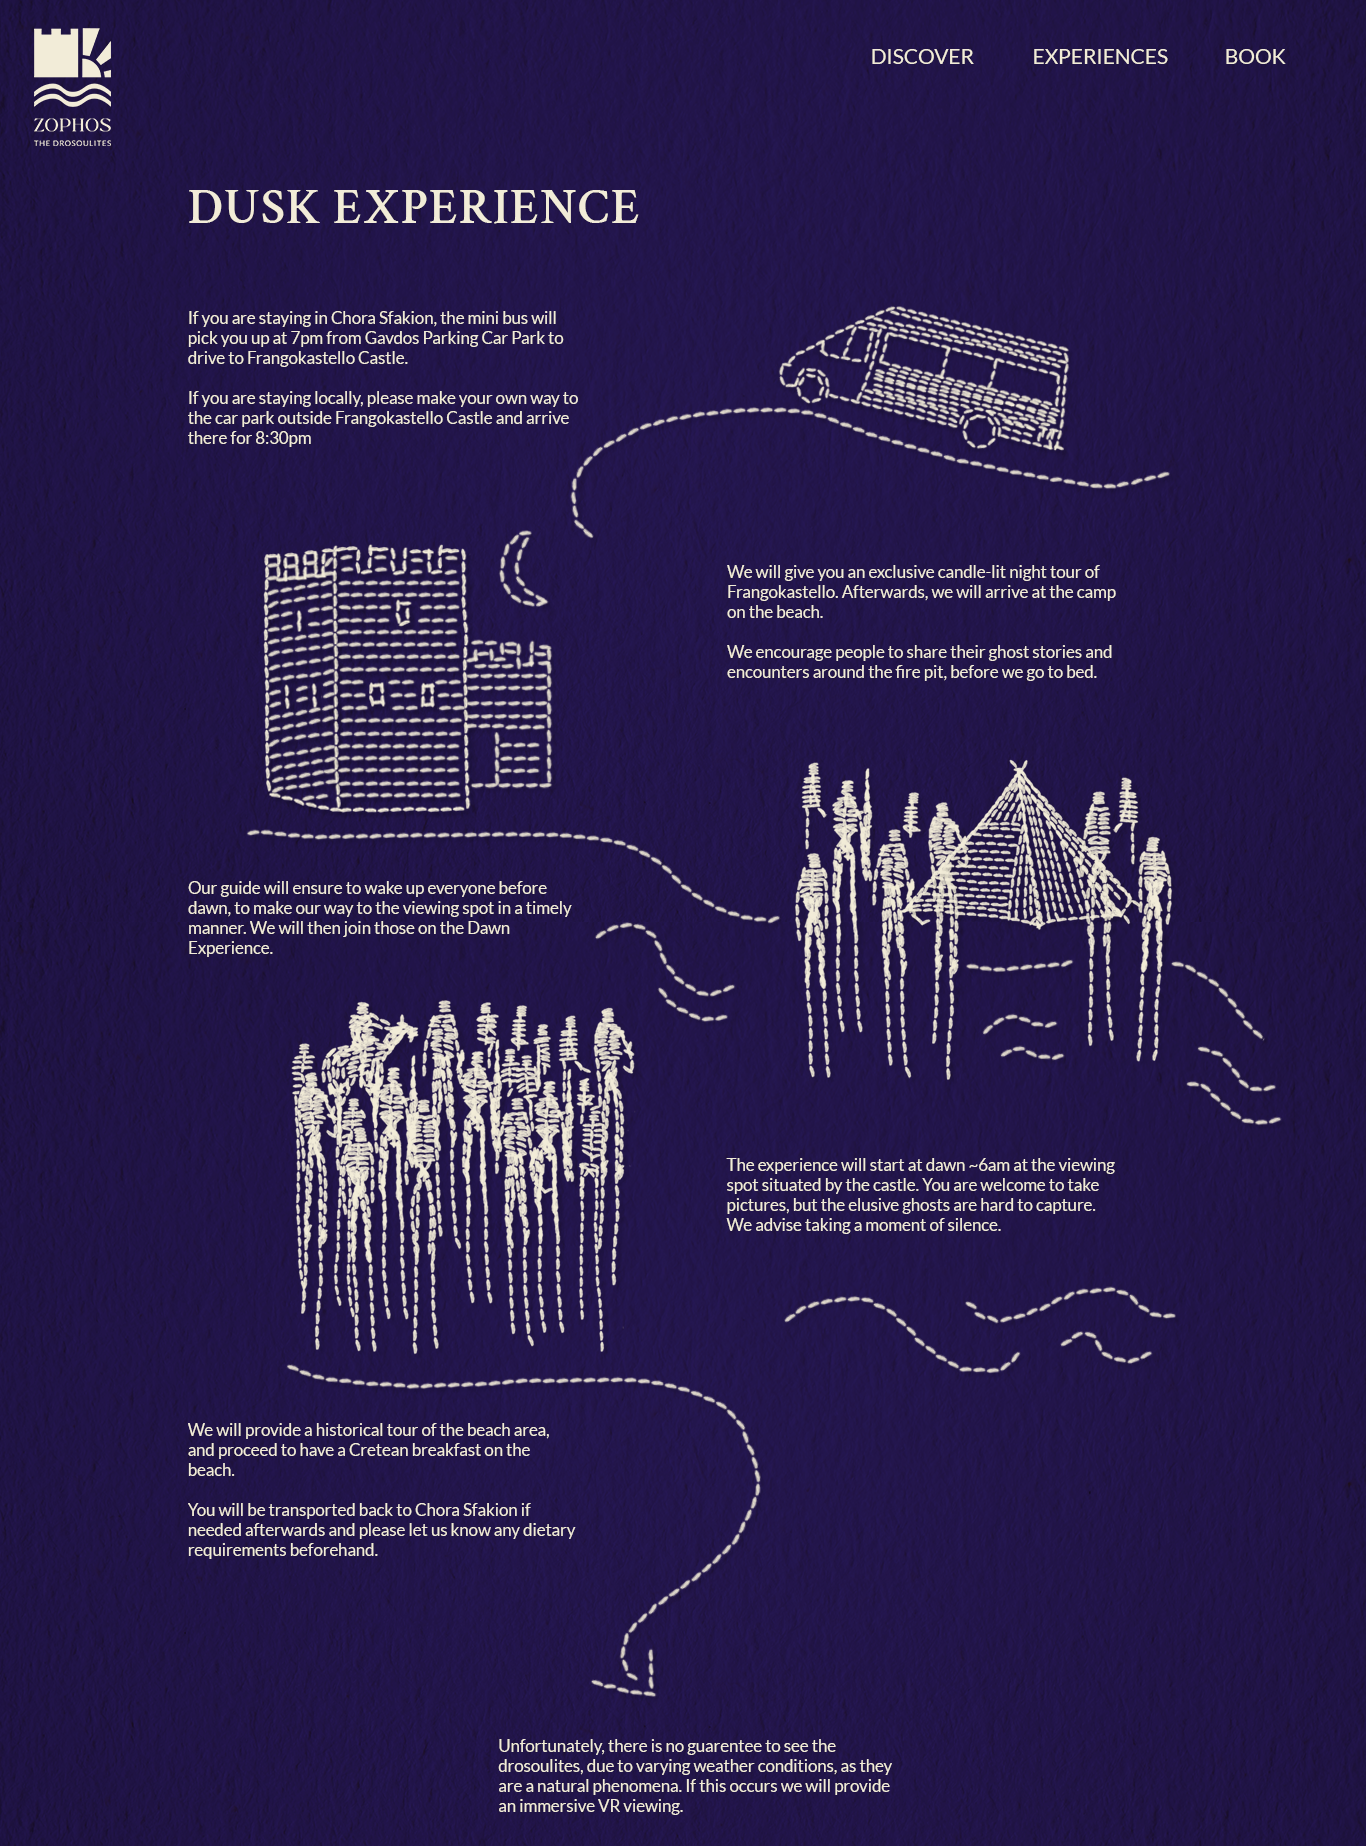 ZOPHOS
THE DROSOULITES
DISCOVER
EXPERIENCES
BOOK
DUSK EXPERIENCE
If you are staying in Chora Sfakion, the mini bus will
pick you up at 7pm from Gavdos Parking Car Park to
drive to Frangokastello Castle.
If you are staying locally, please make your own way to
the car park outside Frangokastello Castle and arrive
there for 8:30pm
We will give you an exclusive candle-lit night tour of
Frangokastello. Afterwards, we will arrive at the camp
on the beach.
We encourage people to share their ghost stories and
encounters around the fire pit, before we go to bed.
Our guide will ensure to wake up everyone before
dawn, to make our way to the viewing spot in a timely
manner. We will then join those on the Dawn
Experience.
The experience will start at dawn ~6am at the viewing
spot situated by the castle. You are welcome to take
pictures, but the elusive ghosts are hard to capture.
We advise taking a moment of silence.
We will provide a historical tour of the beach area,
and proceed to have a Cretean breakfast on the
beach.
You will be transported back to Chora Sfakion if
needed afterwards and please let us know any dietary
requirements beforehand.
Unfortunately, there is no guarentee to see the
drosoulites, due to varying weather conditions, as they
are a natural phenomena. If this occurs we will provide
an immersive VR viewing.